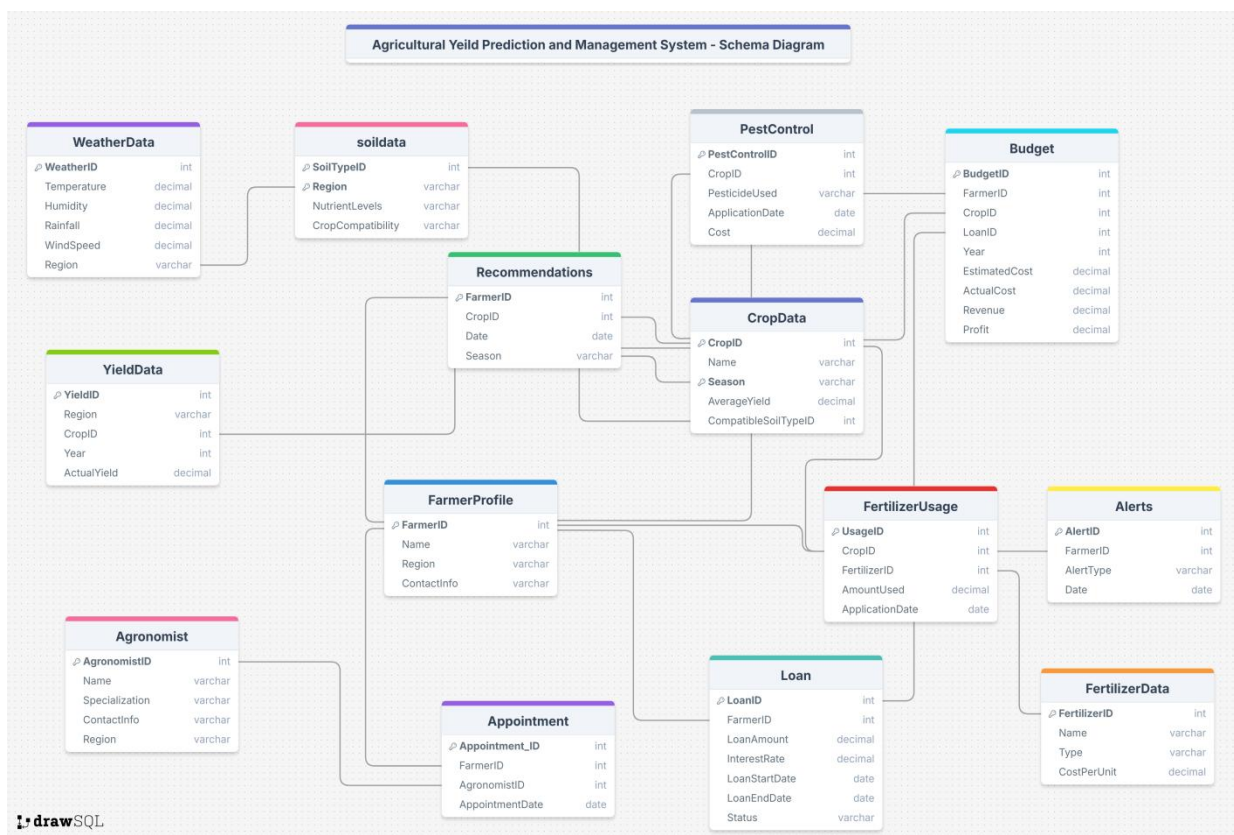 Agricultural Yeild Prediction and Management System - Schema Diagram
WeatherData
WeatherID int
Temperature decimal
Humidity decimal
Rainfall decimal
WindSpeed decimal
Region varchar
soildata
SoilTypeID int
Region varchar
NutrientLevels varchar
CropCompatibility varchar
PestControl
PestControlID int
CropID int
PesticideUsed varchar
ApplicationDate date
Cost decimal
Budget
BudgetID int
FarmerID int
CropID int
LoanID int
Year int
EstimatedCost decimal
ActualCost decimal
Revenue decimal
Profit decimal
Recommendations
FarmerID int
CropID int
Date date
Season varchar
CropData
CropID int
Name varchar
Season varchar
AverageYield decimal
CompatibleSoilTypeID int
YieldData
YieldID int
Region varchar
CropID int
Year int
ActualYield decimal
FarmerProfile
FarmerID int
Name varchar
Region varchar
ContactInfo varchar
FertilizerUsage
UsageID int
CropID int
FertilizerID int
AmountUsed decimal
ApplicationDate date
Alerts
AlertID int
FarmerID int
AlertType varchar
Date date
Agronomist
AgronomistID int
Name varchar
Specialization varchar
ContactInfo varchar
Region varchar
Appointment
Appointment_ID int
FarmerID int
AgronomistID int
AppointmentDate date
Loan
LoanID int
FarmerID int
LoanAmount decimal
InterestRate decimal
LoanStartDate date
LoanEndDate date
Status varchar
FertilizerData
FertilizerID int
Name varchar
Type varchar
CostPerUnit decimal
drawSQL